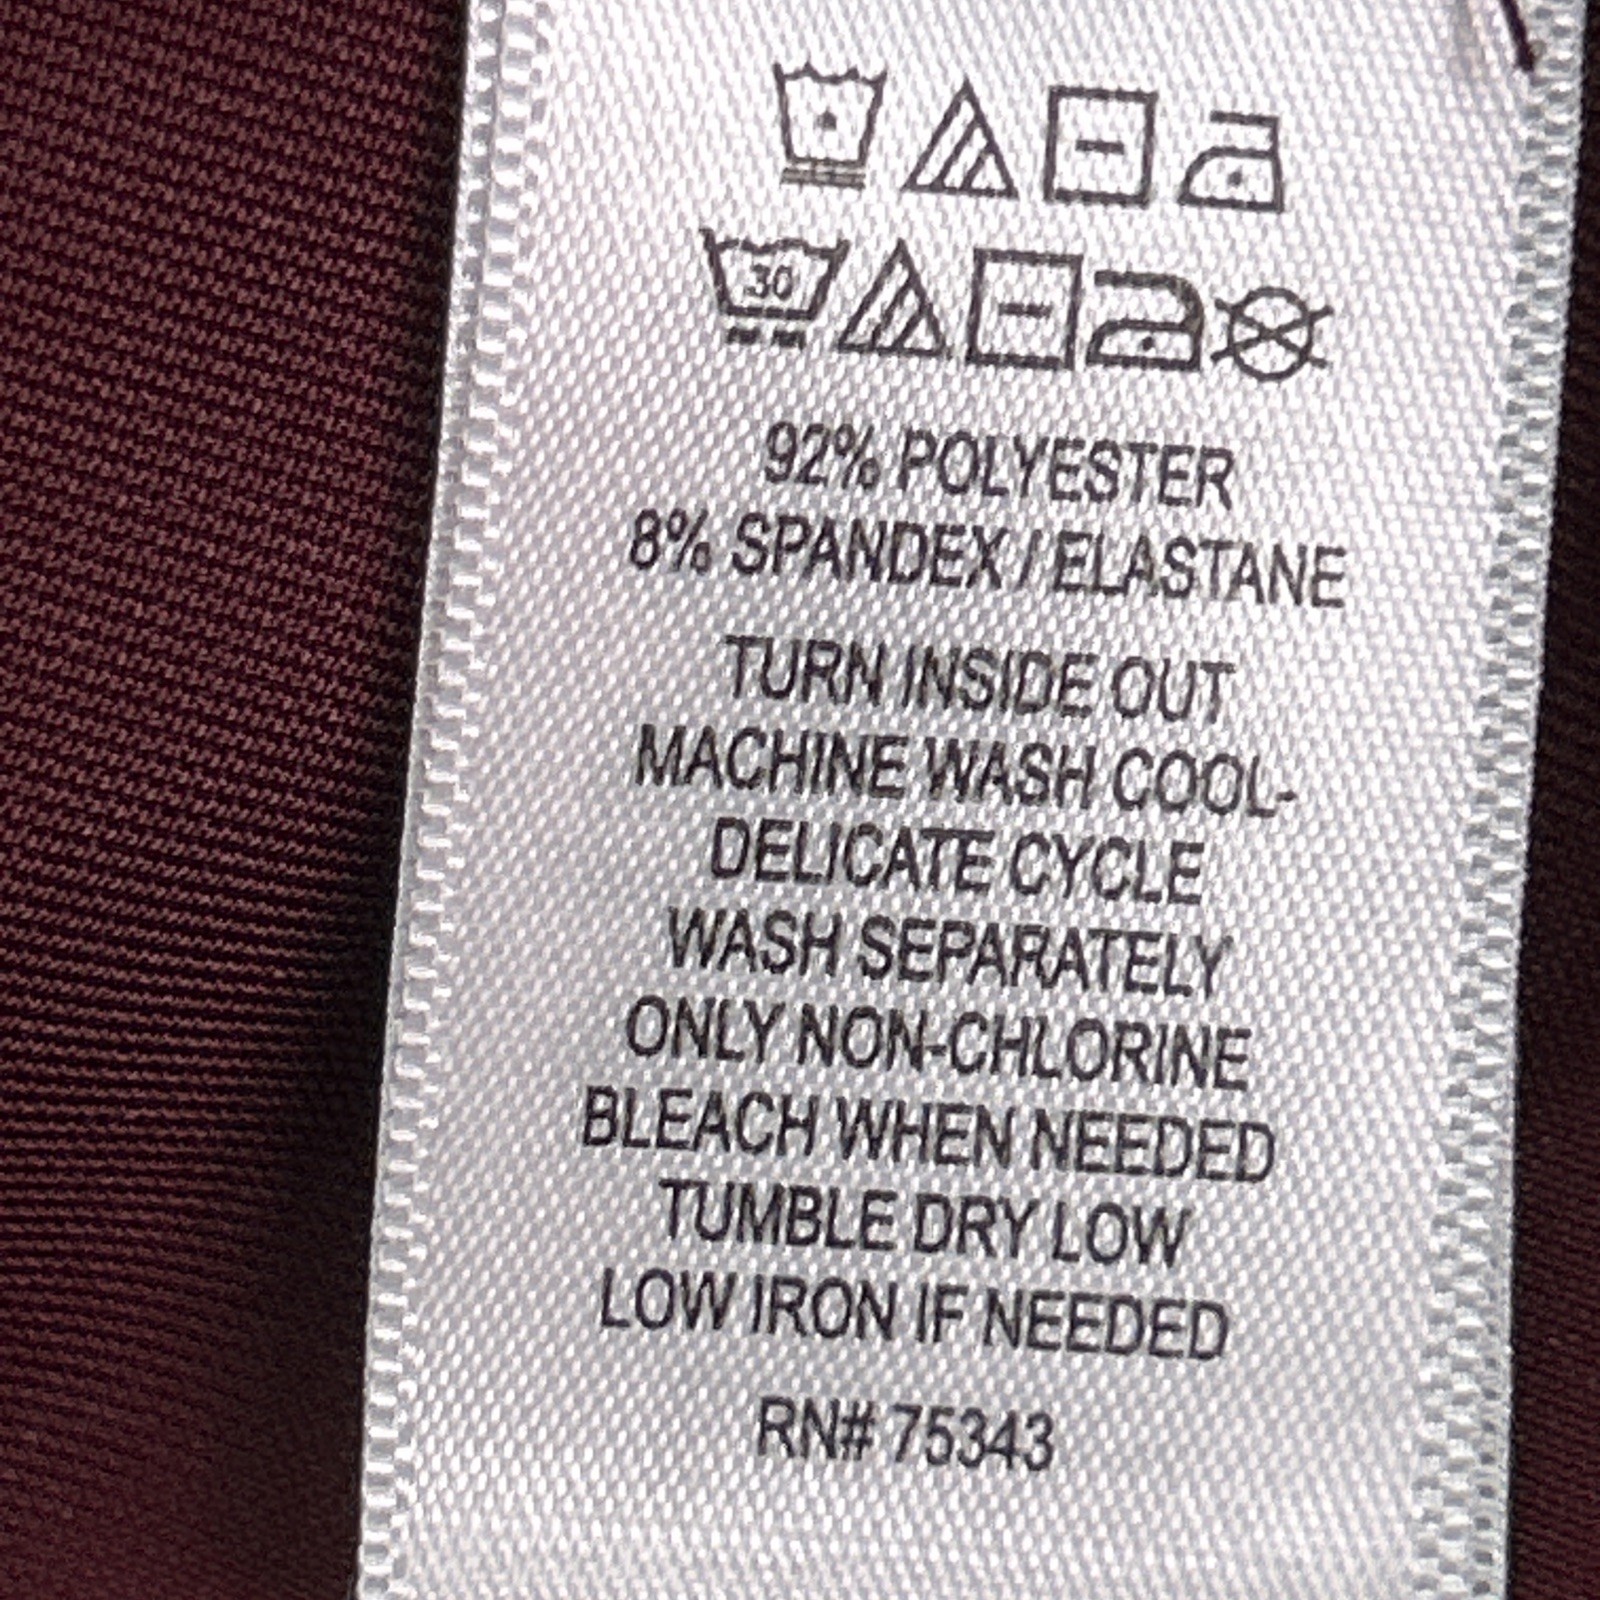 30
92% POLYESTER
8% SPANDEX / ELASTANE
TURN INSIDE OUT
MACHINE WASH COOL-
DELICATE CYCLE
WASH SEPARATELY
ONLY NON-CHLORINE
BLEACH WHEN NEEDED
TUMBLE DRY LOW
LOW IRON IF NEEDED
RN# 75343